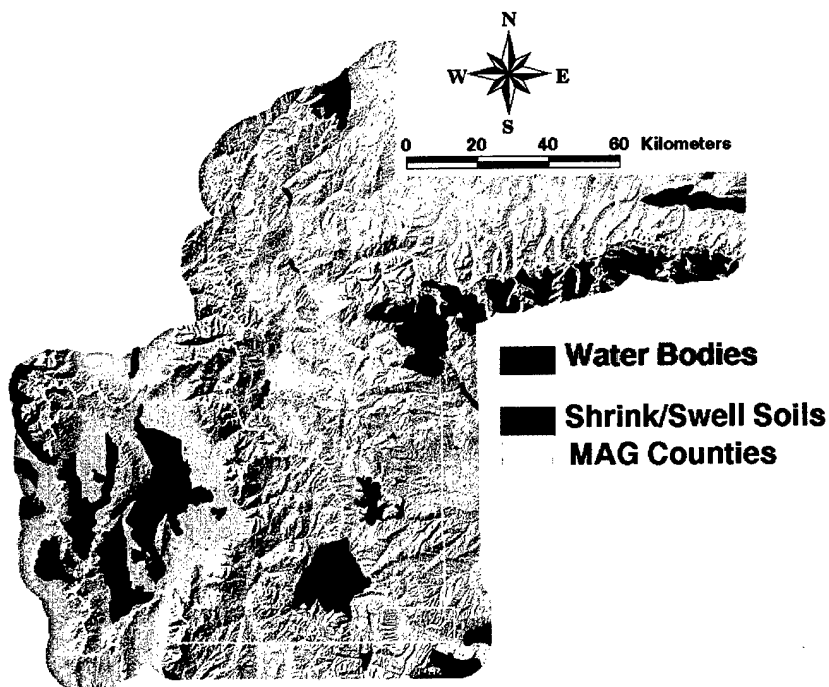 N
W E
S
0 20 40 60 Kilometers
Water Bodies
Shrink/Swell Soils
MAG Counties